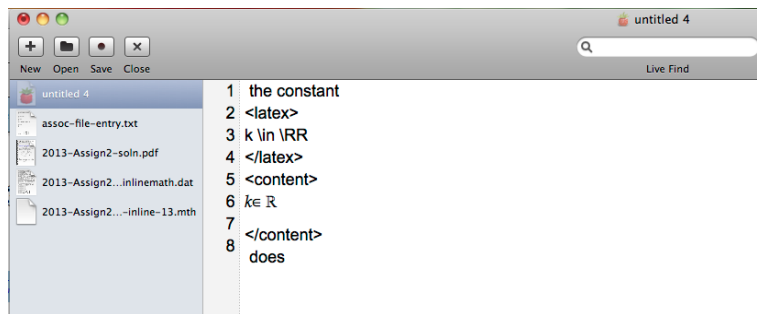 untitled 4
New Open Save Close
Live Find
untitled 4
assoc-file-entry.txt
2013-Assign2-soln.pdf
2013-Assign2...inlinemath.dat
2013-Assign2...-inline-13.mth
1 the constant
2 <latex>
3 k \in \RR
4 </latex>
5 <content>
6 k∈ ℝ
7
</content>
8
does